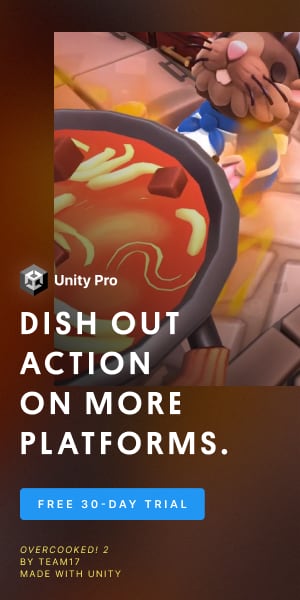 Unity Pro
DISH OUT
ACTION
ON MORE
PLATFORMS.
FREE 30-DAY TRIAL
OVERCOOKED! 2
BY TEAM17
MADE WITH UNITY